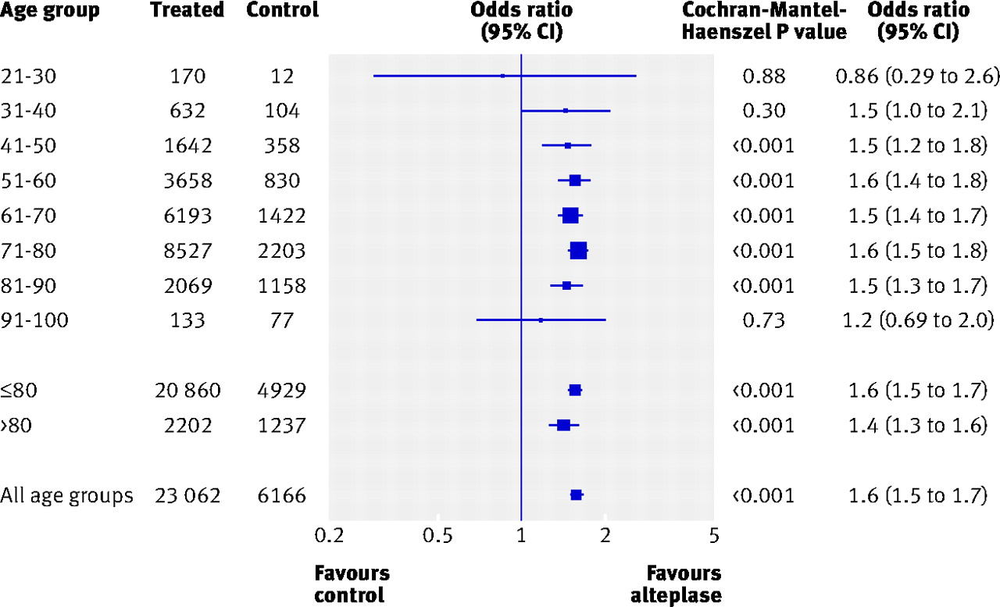 Age group Treated Control Odds ratio (95% CI) Cochran-Mantel-Haenszel P value Odds ratio (95% CI)
21-30 170 12 0.88 0.86 (0.29 to 2.6)
31-40 632 104 0.30 1.5 (1.0 to 2.1)
41-50 1642 358 <0.001 1.5 (1.2 to 1.8)
51-60 3658 830 <0.001 1.6 (1.4 to 1.8)
61-70 6193 1422 <0.001 1.5 (1.4 to 1.7)
71-80 8527 2203 <0.001 1.6 (1.5 to 1.8)
81-90 2069 1158 <0.001 1.5 (1.3 to 1.7)
91-100 133 77 0.73 1.2 (0.69 to 2.0)
≤80 20 860 4929 <0.001 1.6 (1.5 to 1.7)
>80 2202 1237 <0.001 1.4 (1.3 to 1.6)
All age groups 23 062 6166 <0.001 1.6 (1.5 to 1.7)
0.2 0.5 1 2 5
Favours control Favours alteplase